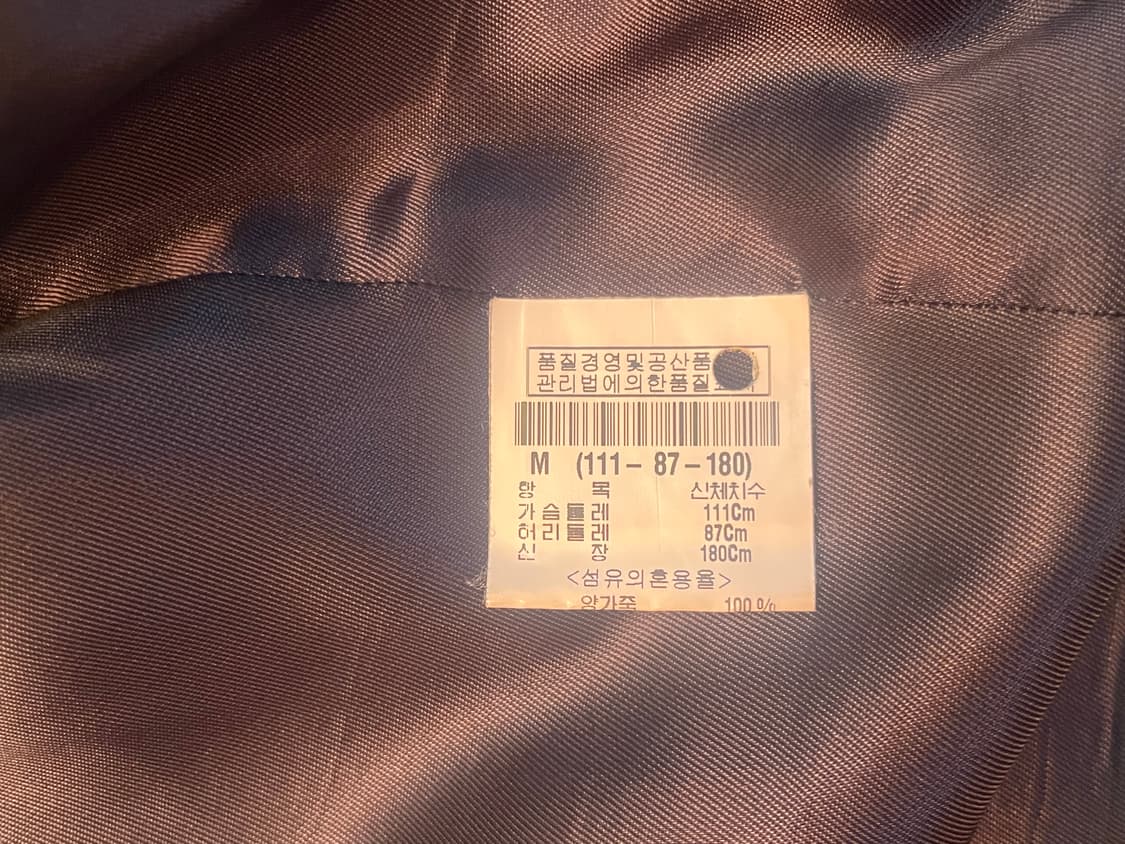 품질경영및공산품
관리법에의한품질
M (111 – 87 – 180)
항 목 신체치수
가슴둘레 111Cm
허리둘레 87Cm
신 장 180Cm
<섬유의혼용율>
양가죽 100%